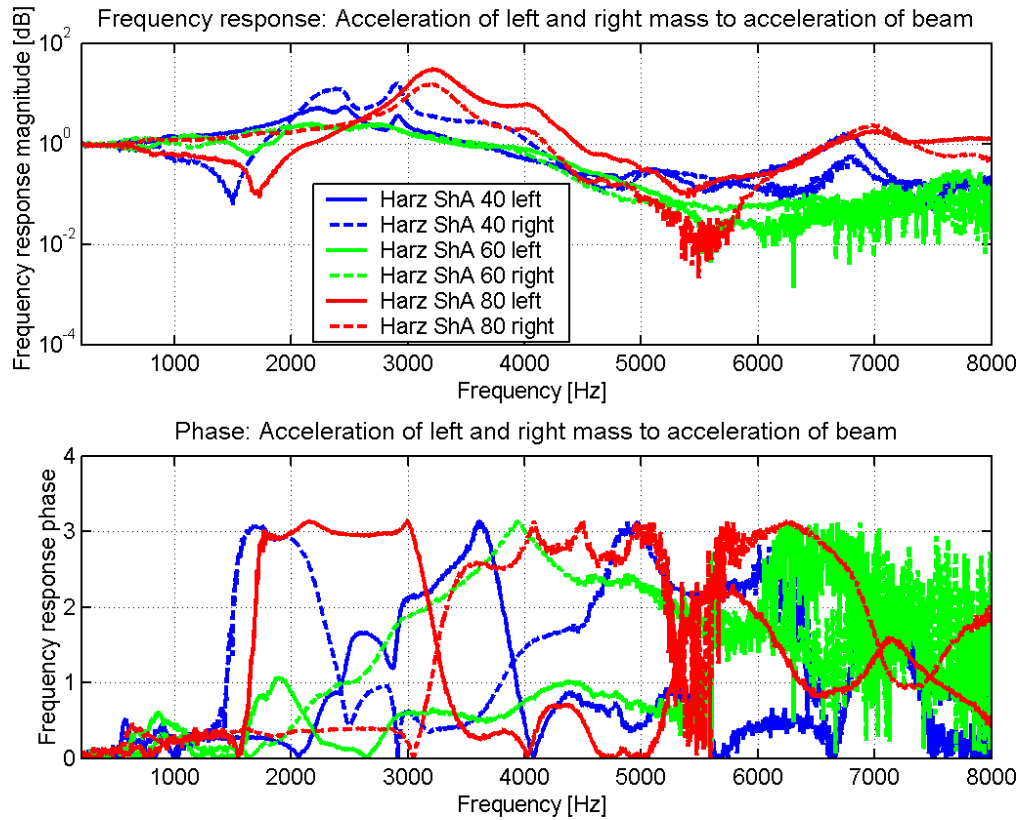 Frequency response: Acceleration of left and right mass to acceleration of beam
Frequency response magnitude [dB]
10^2
10^0
10^-2
10^-4
Harz ShA 40 left
Harz ShA 40 right
Harz ShA 60 left
Harz ShA 60 right
Harz ShA 80 left
Harz ShA 80 right
1000 2000 3000 4000 5000 6000 7000 8000
Frequency [Hz]
Phase: Acceleration of left and right mass to acceleration of beam
Frequency response phase
4
3
2
1
0
1000 2000 3000 4000 5000 6000 7000 8000
Frequency [Hz]